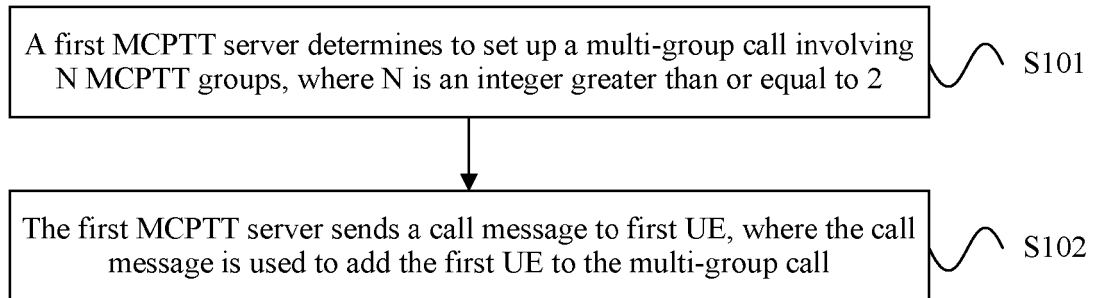 A first MCPTT server determines to set up a multi-group call involving
N MCPTT groups, where N is an integer greater than or equal to 2
S101
The first MCPTT server sends a call message to first UE, where the call
message is used to add the first UE to the multi-group call
S102